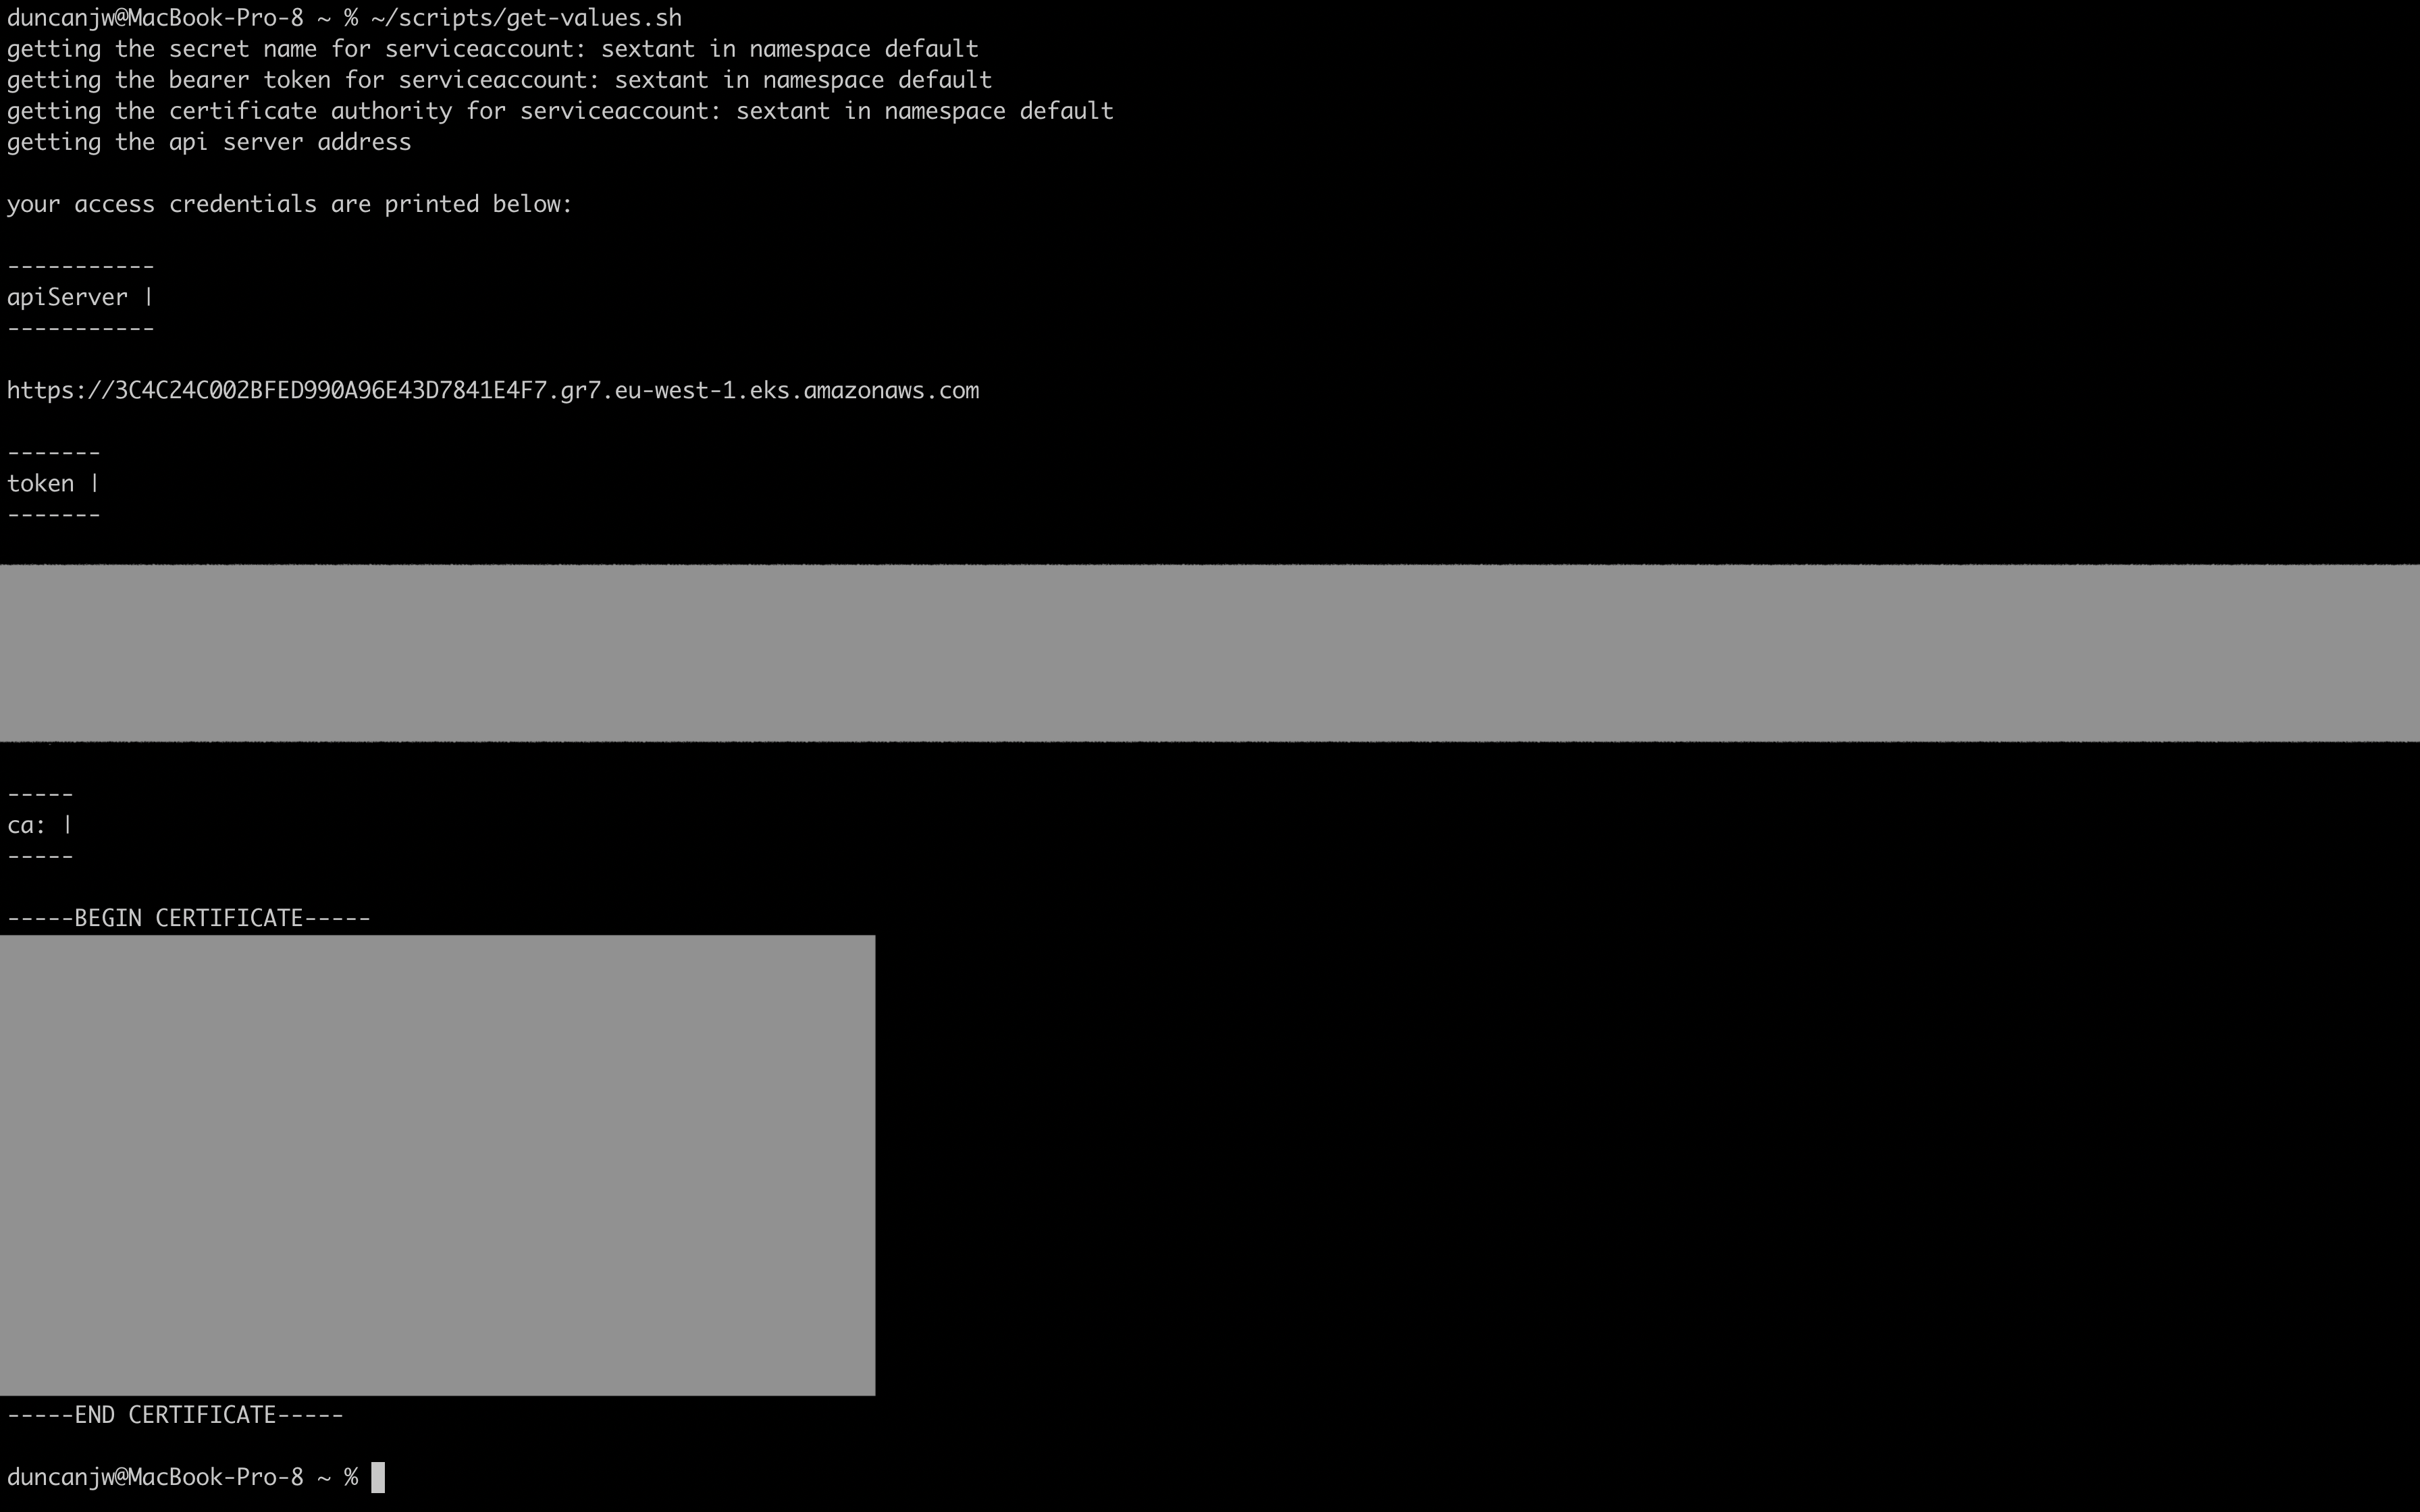 duncanjw@MacBook-Pro-8 ~ % ~/scripts/get-values.sh
getting the secret name for serviceaccount: sextant in namespace default
getting the bearer token for serviceaccount: sextant in namespace default
getting the certificate authority for serviceaccount: sextant in namespace default
getting the api server address
your access credentials are printed below:
-----------
apiServer |
-----------
https://3C4C24C002BFED990A96E43D7841E4F7.gr7.eu-west-1.eks.amazonaws.com
-------
token |
-------
-----
ca: |
-----
-----BEGIN CERTIFICATE-----
-----END CERTIFICATE-----
duncanjw@MacBook-Pro-8 ~ %